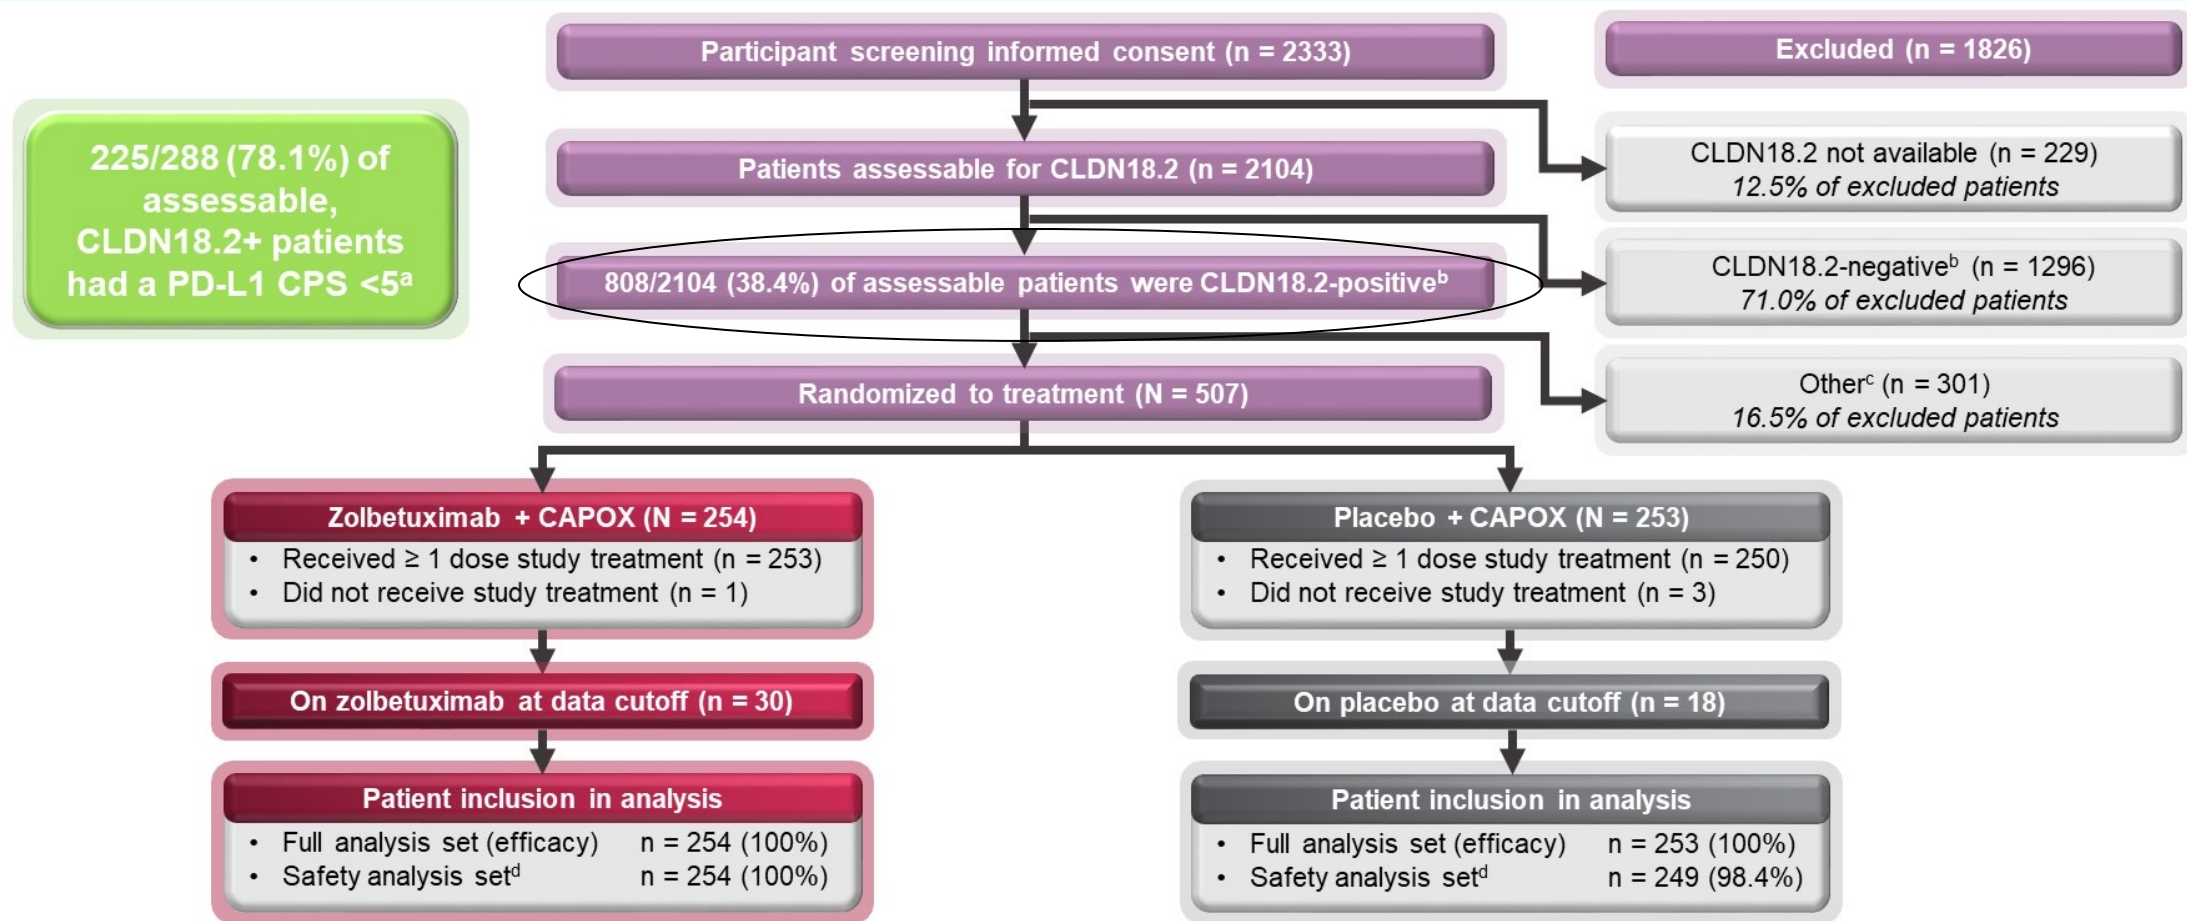 Participant screening informed consent (n = 2333)
Excluded (n = 1826)
225/288 (78.1%) of
assessable,
CLDN18.2+ patients
had a PD-L1 CPS <5ᵃ
Patients assessable for CLDN18.2 (n = 2104)
CLDN18.2 not available (n = 229)
12.5% of excluded patients
808/2104 (38.4%) of assessable patients were CLDN18.2-positiveᵇ
CLDN18.2-negativeᵇ (n = 1296)
71.0% of excluded patients
Randomized to treatment (N = 507)
Otherᶜ (n = 301)
16.5% of excluded patients
Zolbetuximab + CAPOX (N = 254)
• Received ≥ 1 dose study treatment (n = 253)
• Did not receive study treatment (n = 1)
On zolbetuximab at data cutoff (n = 30)
Patient inclusion in analysis
• Full analysis set (efficacy) n = 254 (100%)
• Safety analysis setᵈ n = 254 (100%)
Placebo + CAPOX (N = 253)
• Received ≥ 1 dose study treatment (n = 250)
• Did not receive study treatment (n = 3)
On placebo at data cutoff (n = 18)
Patient inclusion in analysis
• Full analysis set (efficacy) n = 253 (100%)
• Safety analysis setᵈ n = 249 (98.4%)